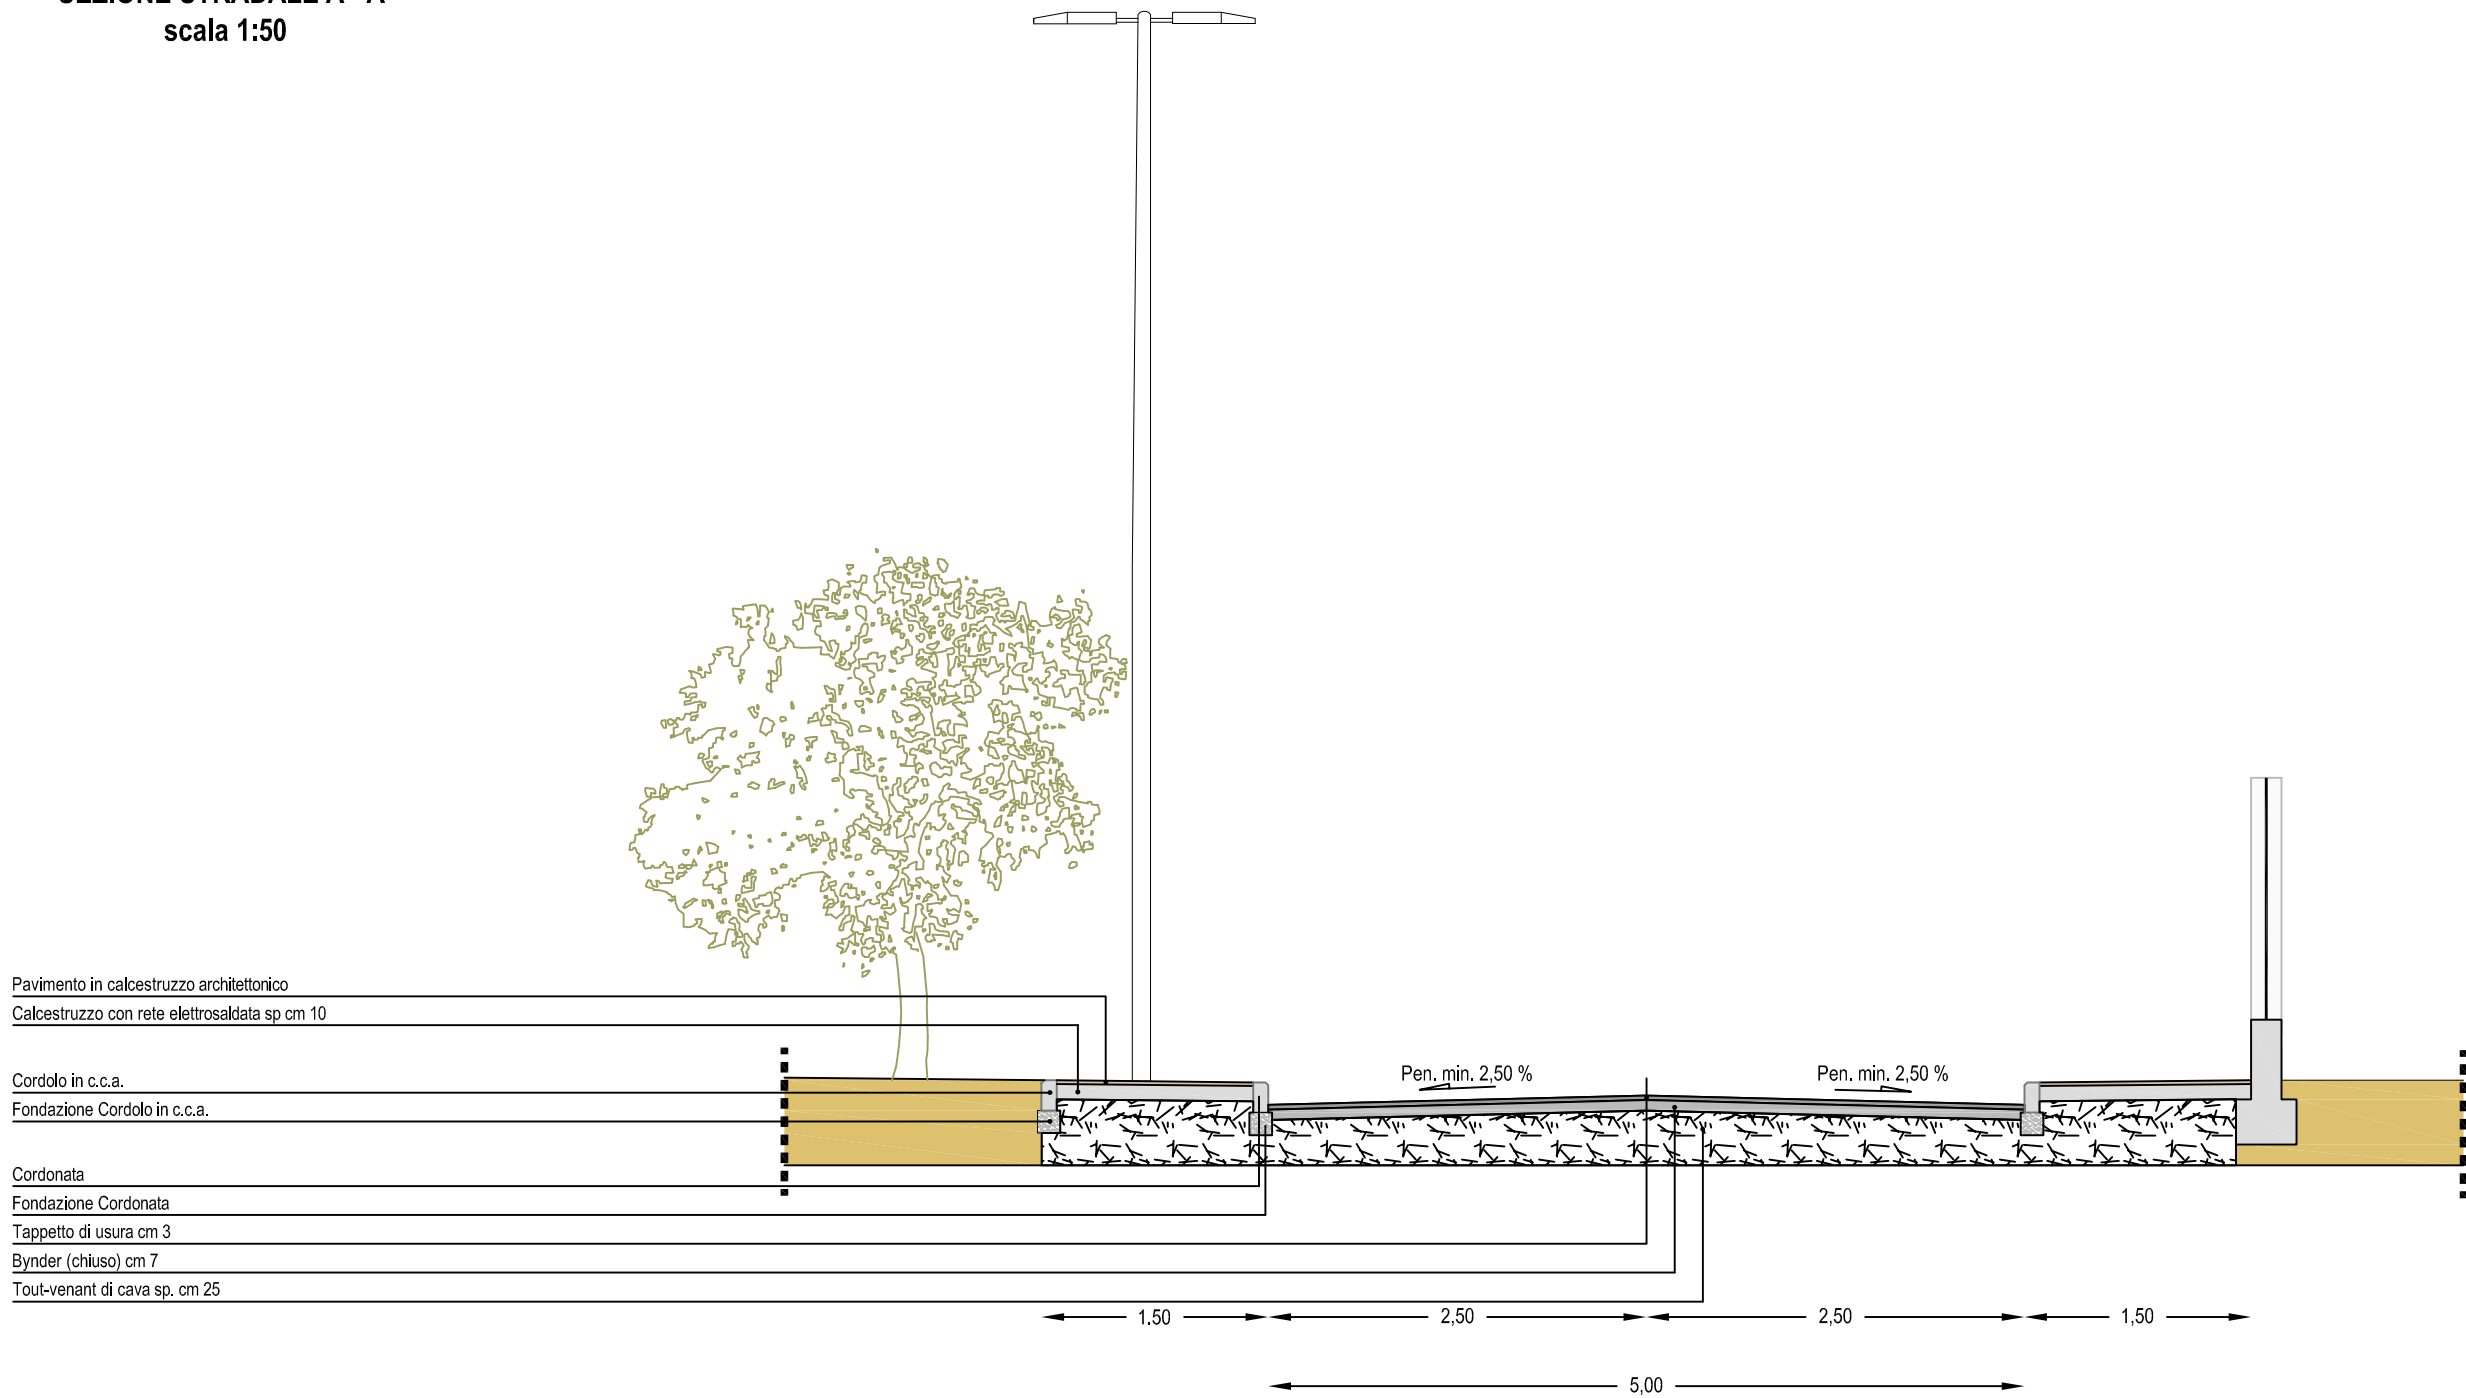 scala 1:50
Pavimento in calcestruzzo architettonico
Calcestruzzo con rete elettrosaldata sp cm 10
Cordolo in c.c.a.
Fondazione Cordolo in c.c.a.
Cordonata
Fondazione Cordonata
Tappetto di usura cm 3
Bynder (chiuso) cm 7
Tout-venant di cava sp. cm 25
Pen. min. 2,50 %
Pen. min. 2,50 %
1.50
2,50
2,50
1,50
5,00